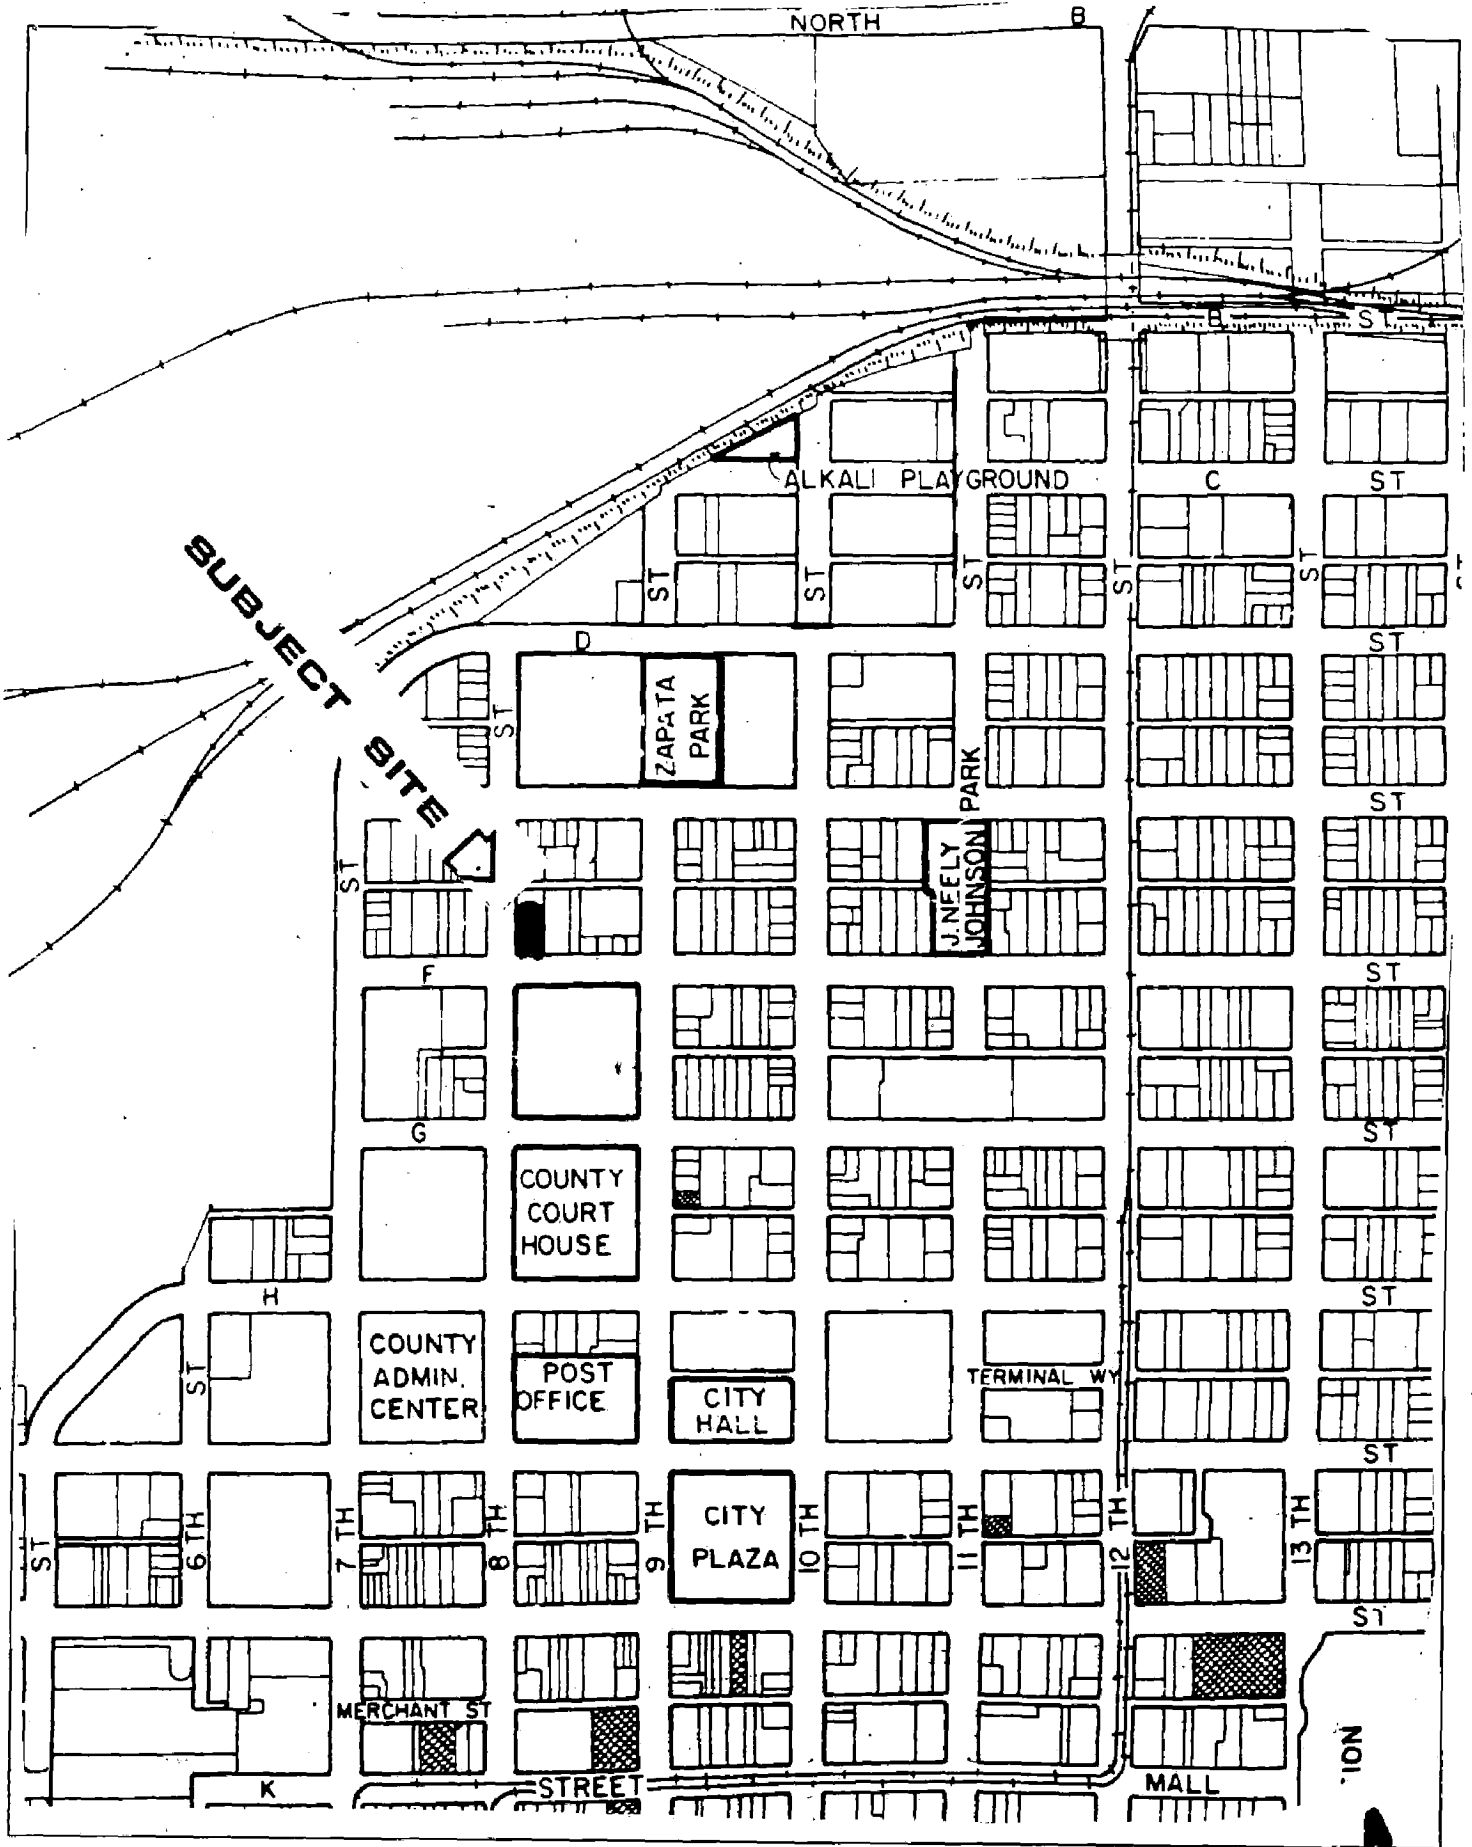 NORTH B
B ST
ALKALI PLAYGROUND C ST
ST ST ST ST ST
SUBJECT SITE
D ST
ST
ZAPATA
PARK
ST
J. NEELY
JOHNSON PARK
ST
F ST
G ST
COUNTY
COURT
HOUSE
H ST
COUNTY
ADMIN.
CENTER
POST
OFFICE
CITY
HALL
TERMINAL WY
ST
ST
CITY
PLAZA
ST 6 TH 7 TH 8 TH 9 TH 10 TH 11 TH 12 TH 13 TH
ST
MERCHANT ST
K STREET MALL